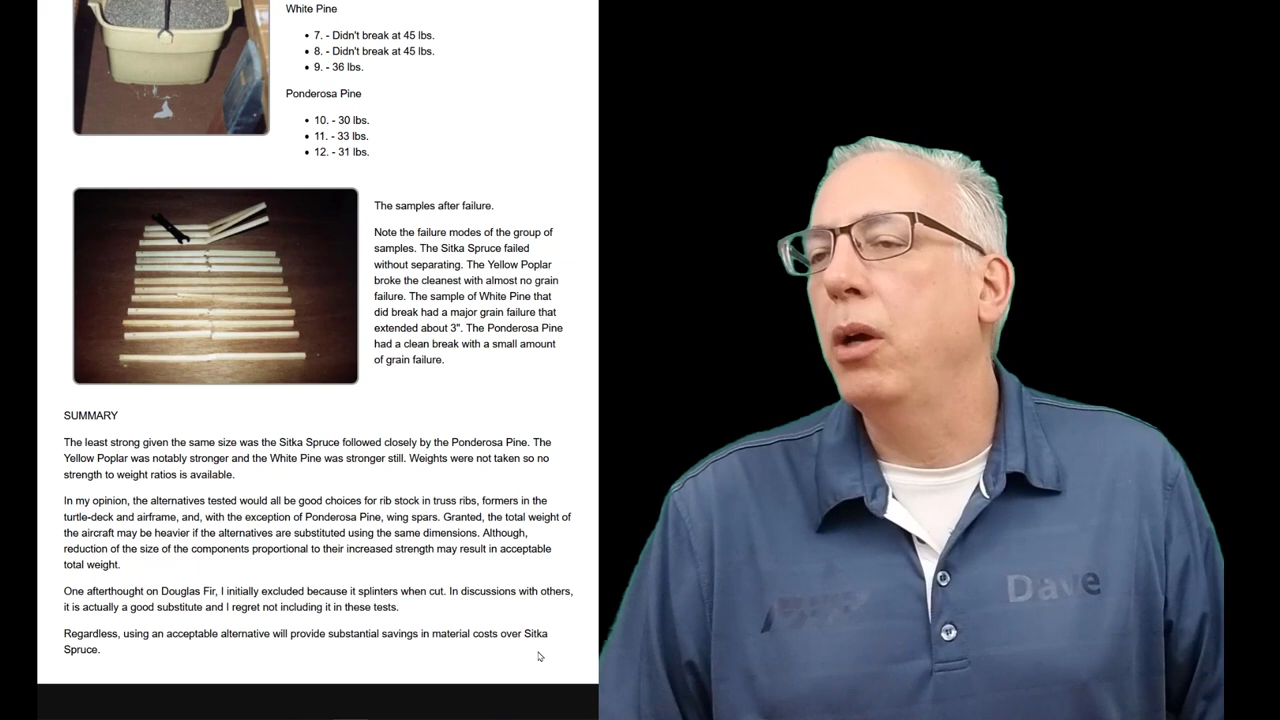 White Pine
7. - Didn't break at 45 lbs.
8. - Didn't break at 45 lbs.
9. - 36 lbs.
Ponderosa Pine
10. - 30 lbs.
11. - 33 lbs.
12. - 31 lbs.
The samples after failure.
Note the failure modes of the group of
samples. The Sitka Spruce failed
without separating. The Yellow Poplar
broke the cleanest with almost no grain
failure. The sample of White Pine that
did break had a major grain failure that
extended about 3". The Ponderosa Pine
had a clean break with a small amount
of grain failure.
SUMMARY
The least strong given the same size was the Sitka Spruce followed closely by the Ponderosa Pine. The
Yellow Poplar was notably stronger and the White Pine was stronger still. Weights were not taken so no
strength to weight ratios is available.
In my opinion, the alternatives tested would all be good choices for rib stock in truss ribs, formers in the
turtle-deck and airframe, and, with the exception of Ponderosa Pine, wing spars. Granted, the total weight of
the aircraft may be heavier if the alternatives are substituted using the same dimensions. Although,
reduction of the size of the components proportional to their increased strength may result in acceptable
total weight.
One afterthought on Douglas Fir, I initially excluded because it splinters when cut. In discussions with others,
it is actually a good substitute and I regret not including it in these tests.
Regardless, using an acceptable alternative will provide substantial savings in material costs over Sitka
Spruce.
Dave